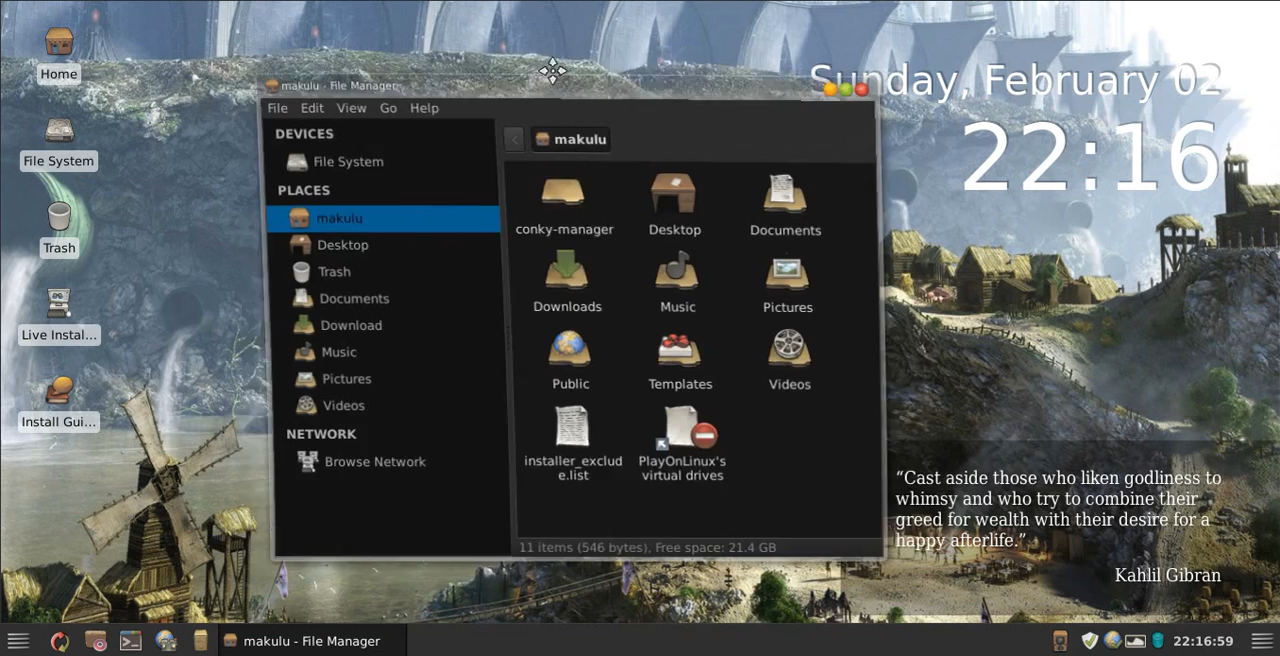 Home
File System
Trash
Live Instal...
Install Gui...
makulu - File Manager
File Edit View Go Help
DEVICES
File System
PLACES
makulu
Desktop
Trash
Documents
Download
Music
Pictures
Videos
NETWORK
Browse Network
makulu
conky-manager Desktop Documents
Downloads Music Pictures
Public Templates Videos
installer_exclud
e.list
PlayOnLinux's
virtual drives
11 items (546 bytes), Free space: 21.4 GB
Sunday, February 02
22:16
“Cast aside those who liken godliness to
whimsy and who try to combine their
greed for wealth with their desire for a
happy afterlife.”
Kahlil Gibran
makulu - File Manager
22:16:59